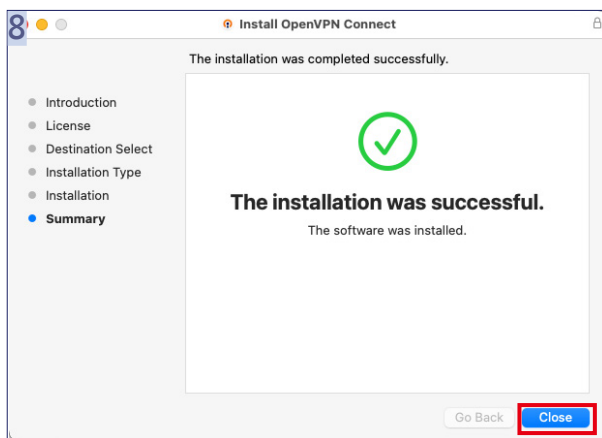 8
Install OpenVPN Connect
The installation was completed successfully.
Introduction
License
Destination Select
Installation Type
Installation
Summary
The installation was successful.
The software was installed.
Go Back
Close